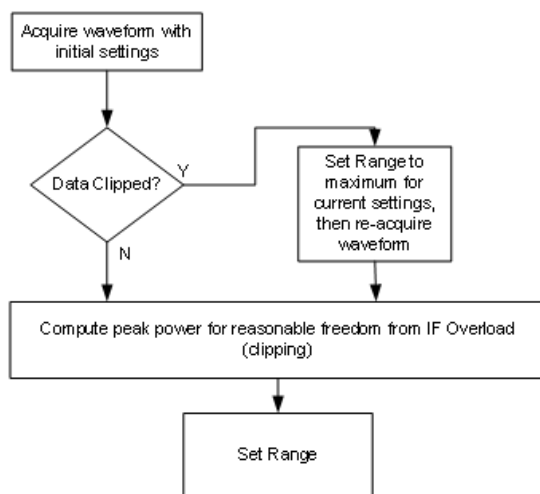 Acquire waveform with
initial settings
Data Clipped?
Y
N
Set Range to
maximum for
current settings,
then re-acquire
waveform
Compute peak power for reasonable freedom from IF Overload
(clipping)
Set Range